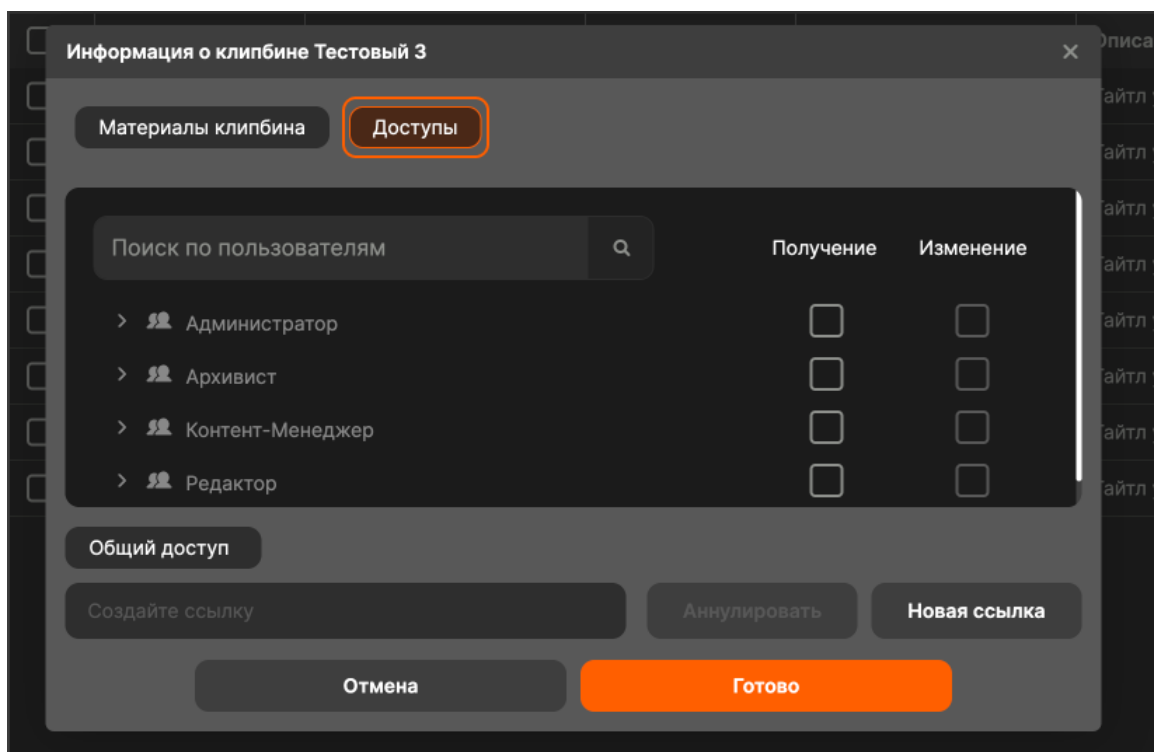 Информация о клипбине Тестовый 3
Материалы клипбина
Доступы
Поиск по пользователям
Получение
Изменение
Администратор
Архивист
Контент-Менеджер
Редактор
Общий доступ
Создайте ссылку
Аннулировать
Новая ссылка
Отмена
Готово